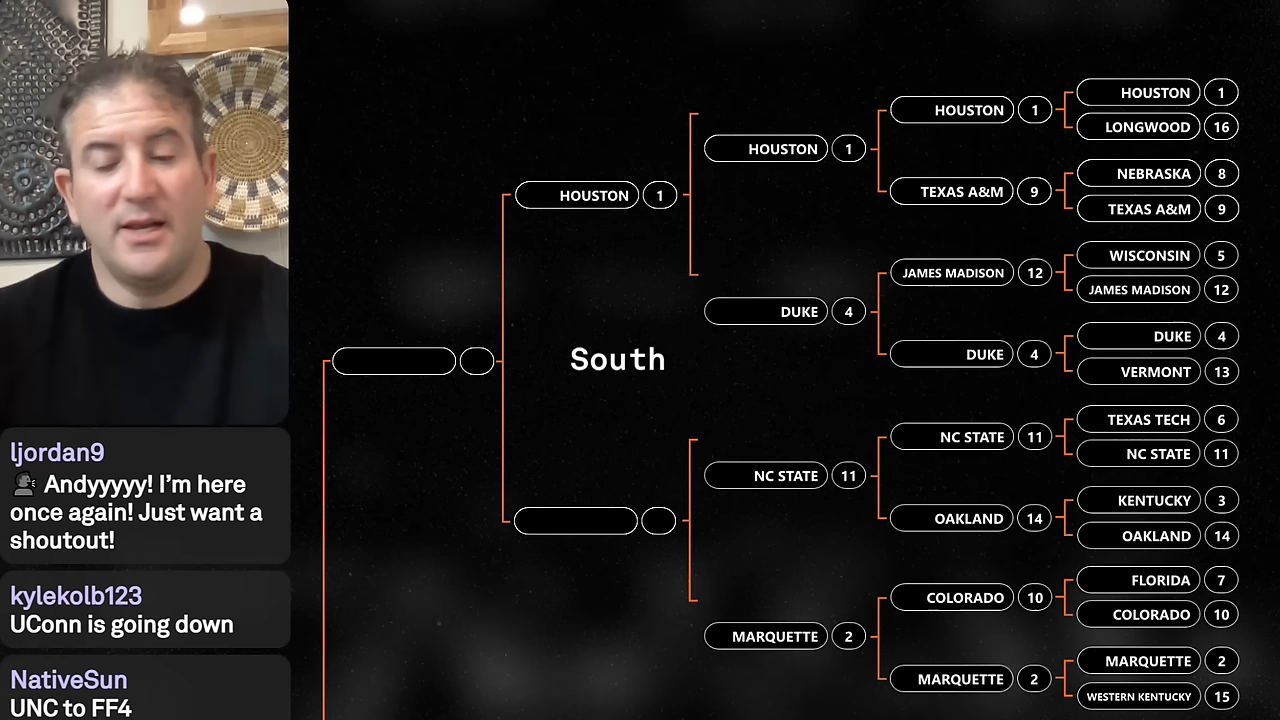 HOUSTON 1
LONGWOOD 16
NEBRASKA 8
TEXAS A&M 9
WISCONSIN 5
JAMES MADISON 12
DUKE 4
VERMONT 13
TEXAS TECH 6
NC STATE 11
KENTUCKY 3
OAKLAND 14
FLORIDA 7
COLORADO 10
MARQUETTE 2
WESTERN KENTUCKY 15
HOUSTON 1
TEXAS A&M 9
JAMES MADISON 12
DUKE 4
NC STATE 11
OAKLAND 14
COLORADO 10
MARQUETTE 2
HOUSTON 1
DUKE 4
NC STATE 11
MARQUETTE 2
HOUSTON 1
South
ljordan9
Andyyyyy! I’m here
once again! Just want a
shoutout!
kylekolb123
UConn is going down
NativeSun
UNC to FF4